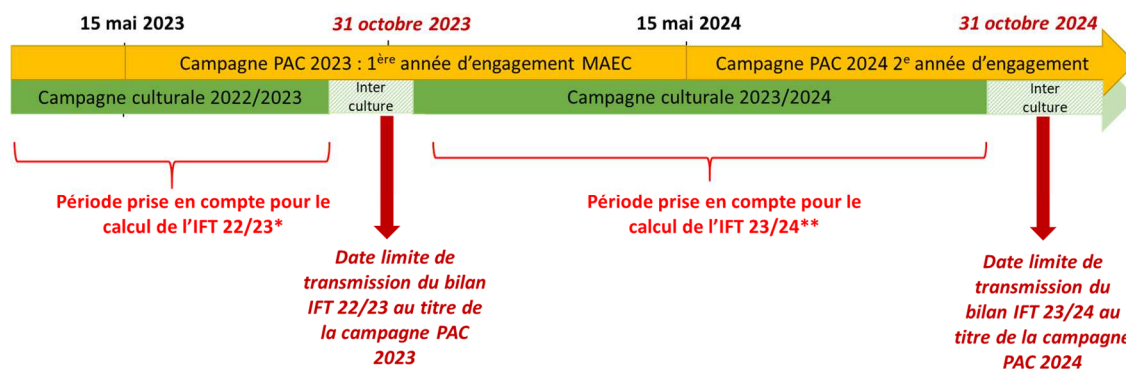 15 mai 2023
31 octobre 2023
15 mai 2024
31 octobre 2024
Campagne PAC 2023 : 1ère année d'engagement MAEC
Campagne PAC 2024 2e année d'engagement
Campagne culturale 2022/2023
Inter
culture
Campagne culturale 2023/2024
Inter
culture
Période prise en compte pour le
calcul de l'IFT 22/23*
Période prise en compte pour le
calcul de l'IFT 23/24**
Date limite de
transmission du bilan
IFT 22/23 au titre de
la campagne PAC
2023
Date limite de
transmission du
bilan IFT 23/24 au
titre de la campagne
PAC 2024